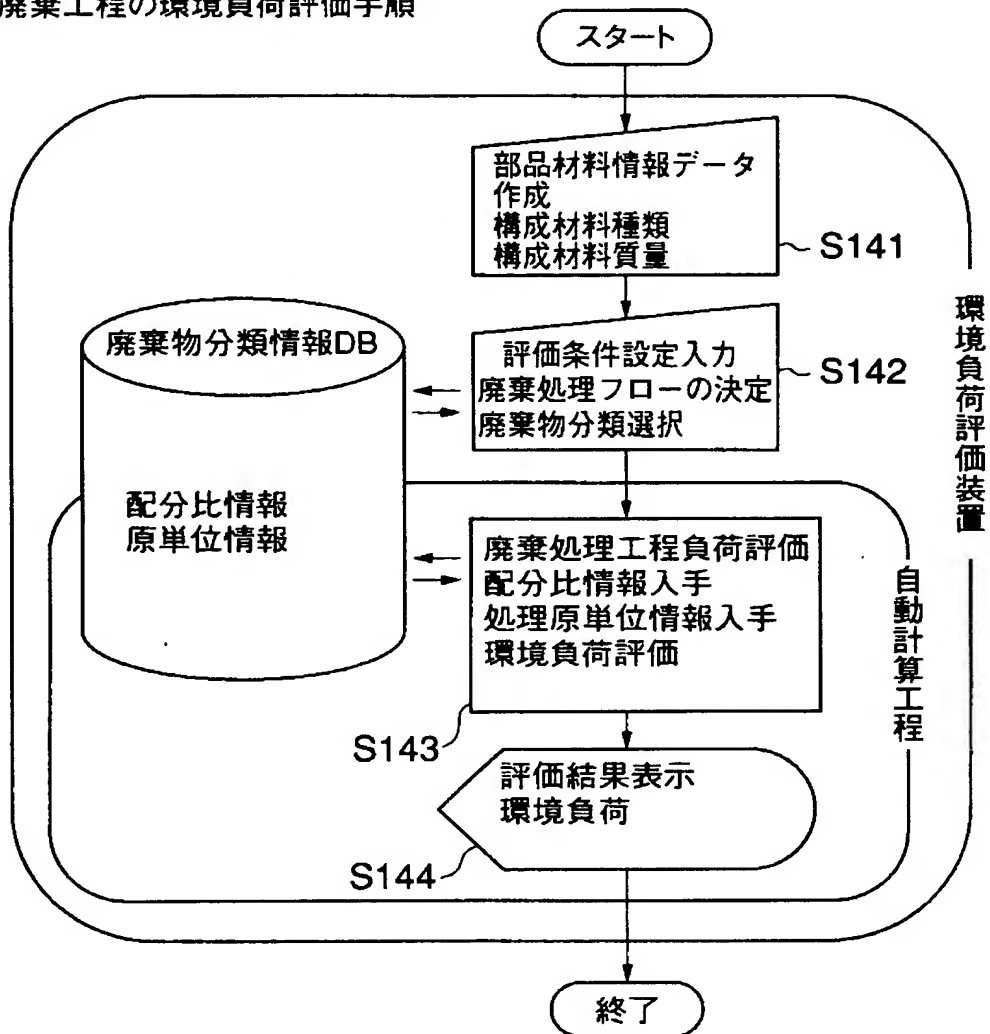 廃棄工程の環境負荷評価手順
スタート
部品材料情報データ
作成
構成材料種類
構成材料質量
S141
廃棄物分類情報DB
配分比情報
原単位情報
評価条件設定入力
廃棄処理フローの決定
廃棄物分類選択
S142
環境負荷評価装置
廃棄処理工程負荷評価
配分比情報入手
処理原単位情報入手
環境負荷評価
S143
自動計算工程
評価結果表示
環境負荷
S144
終了